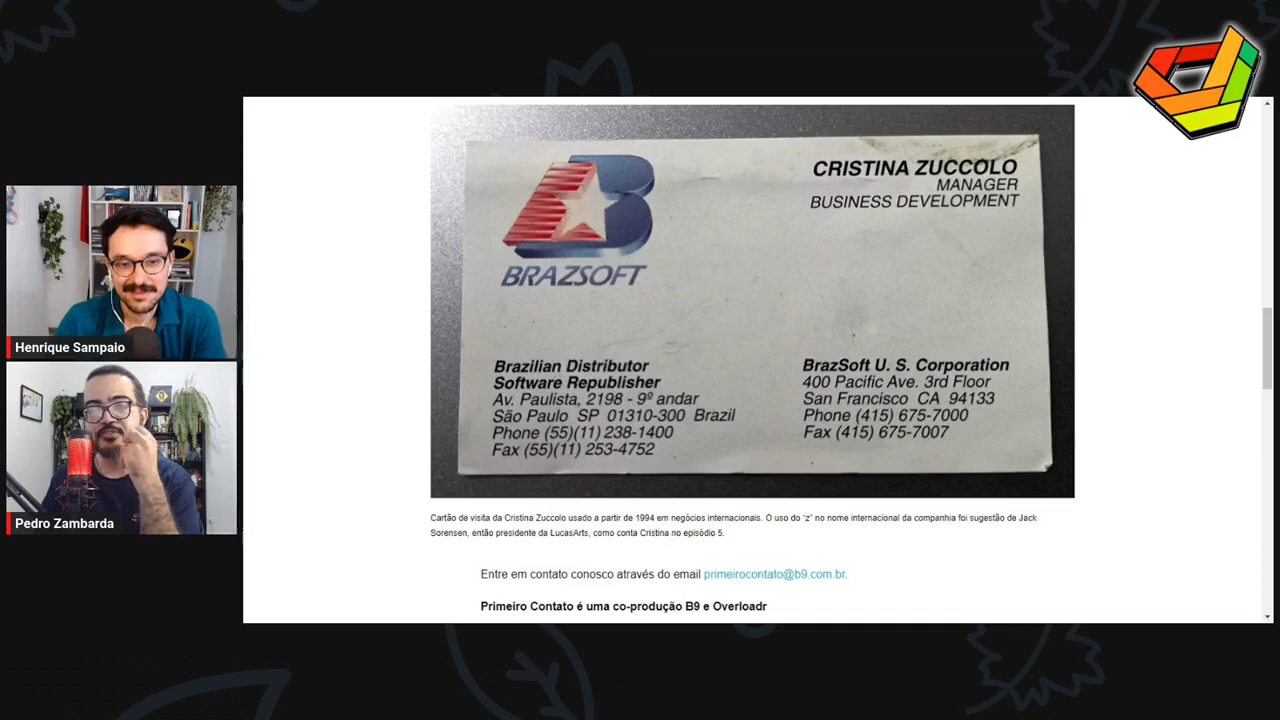 BRAZSOFT
CRISTINA ZUCCOLO
MANAGER
BUSINESS DEVELOPMENT
Brazilian Distributor
Software Republisher
Av. Paulista, 2198 - 9º andar
São Paulo SP 01310-300 Brazil
Phone (55)(11) 238-1400
Fax (55)(11) 253-4752
BrazSoft U. S. Corporation
400 Pacific Ave. 3rd Floor
San Francisco CA 94133
Phone (415) 675-7000
Fax (415) 675-7007
Cartão de visita da Cristina Zuccolo usado a partir de 1994 em negócios internacionais. O uso do “z” no nome internacional da companhia foi sugestão de Jack
Sorensen, então presidente da LucasArts, como conta Cristina no episódio 5.
Entre em contato conosco através do email primeirocontato@b9.com.br.
Primeiro Contato é uma co-produção B9 e Overloadr
Henrique Sampaio
Pedro Zambarda